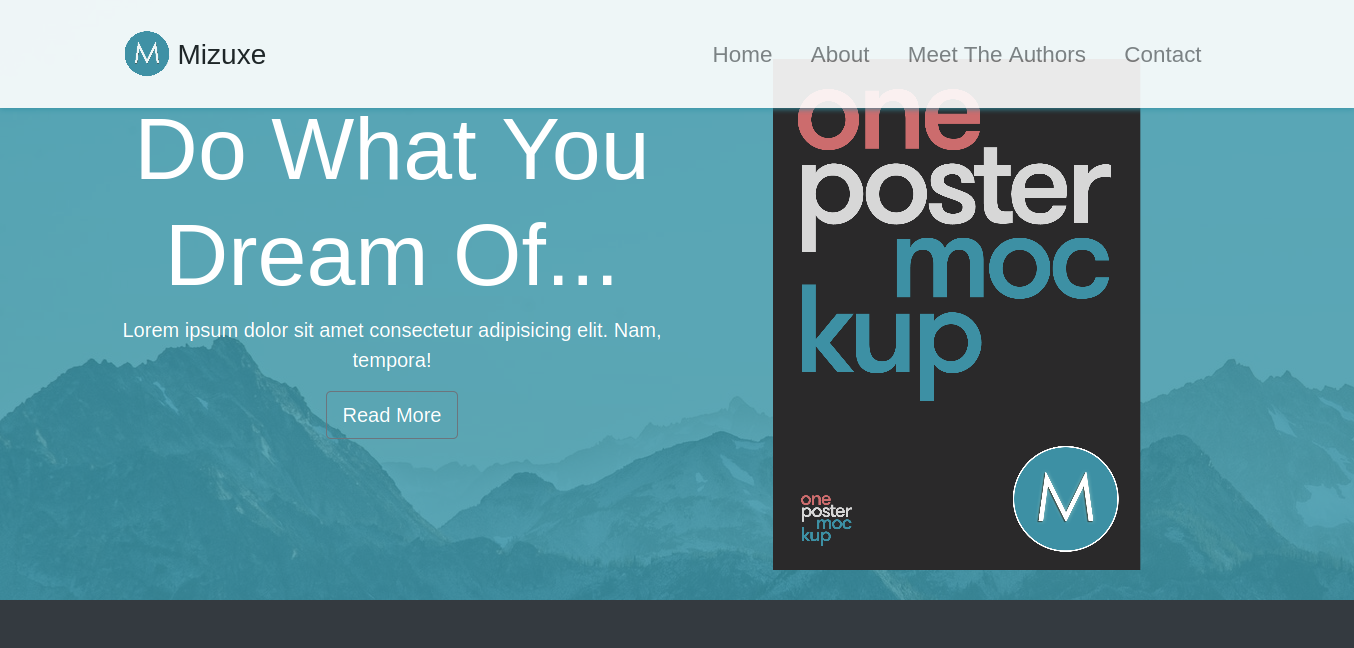 M Mizuxe
Home About Meet The Authors Contact
Do What You
Dream Of...
Lorem ipsum dolor sit amet consectetur adipisicing elit. Nam,
tempora!
Read More
one
poster
moc
kup
one
poster
moc
kup
M